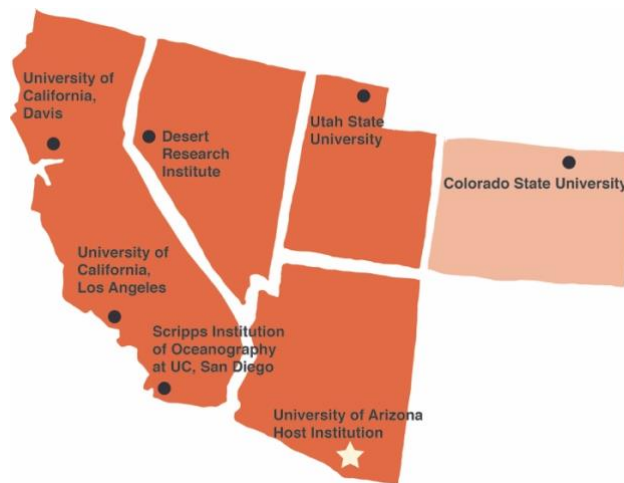 University of
California,
Davis
Desert
Research
Institute
Utah State
University
Colorado State University
University of
California,
Los Angeles
Scripps Institution
of Oceanography
at UC, San Diego
University of Arizona
Host Institution